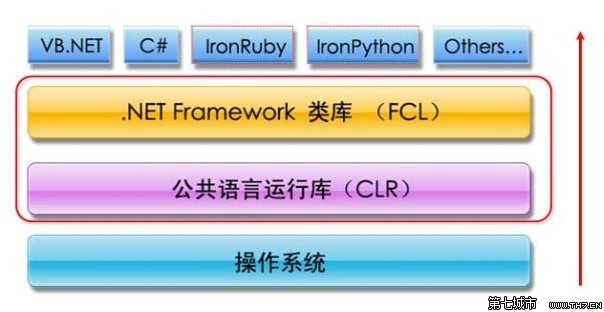 VB.NET C# IronRuby IronPython Others...
.NET Framework 类库 （FCL）
公共语言运行库（CLR）
操作系统
第七城市 WWW.TH7.CN